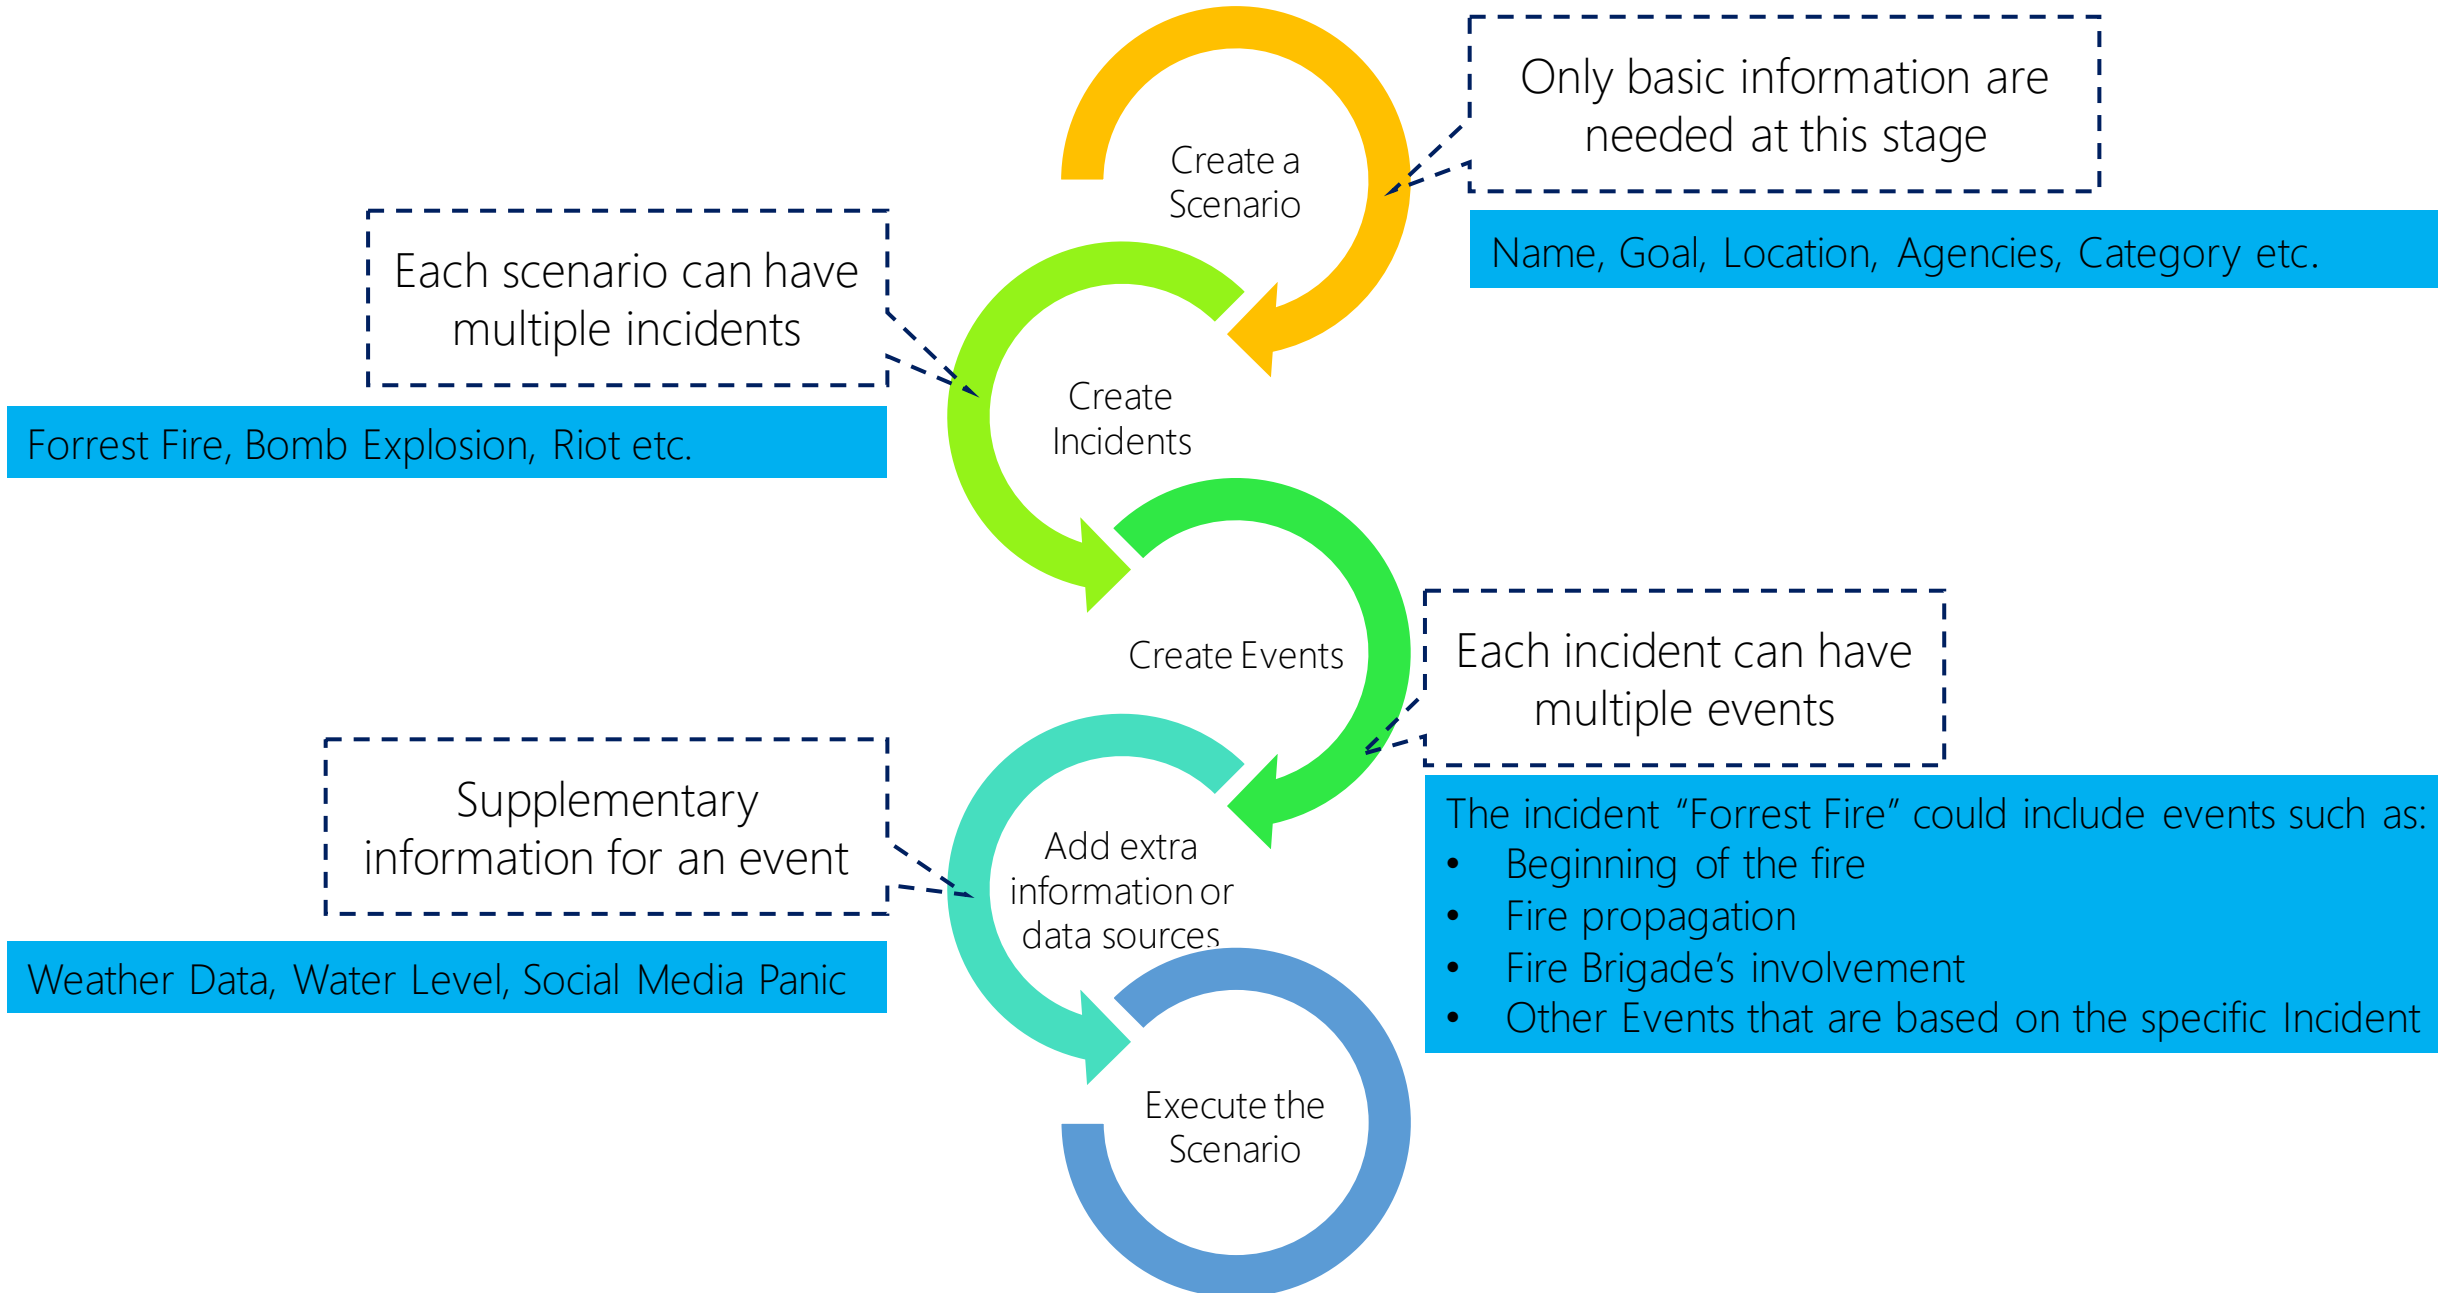 Create a
Scenario
Only basic information are
needed at this stage
Name, Goal, Location, Agencies, Category etc.
Each scenario can have
multiple incidents
Forrest Fire, Bomb Explosion, Riot etc.
Create
Incidents
Create Events
Each incident can have
multiple events
The incident “Forrest Fire” could include events such as:
• Beginning of the fire
• Fire propagation
• Fire Brigade’s involvement
• Other Events that are based on the specific Incident
Supplementary
information for an event
Weather Data, Water Level, Social Media Panic
Add extra
information or
data sources
Execute the
Scenario